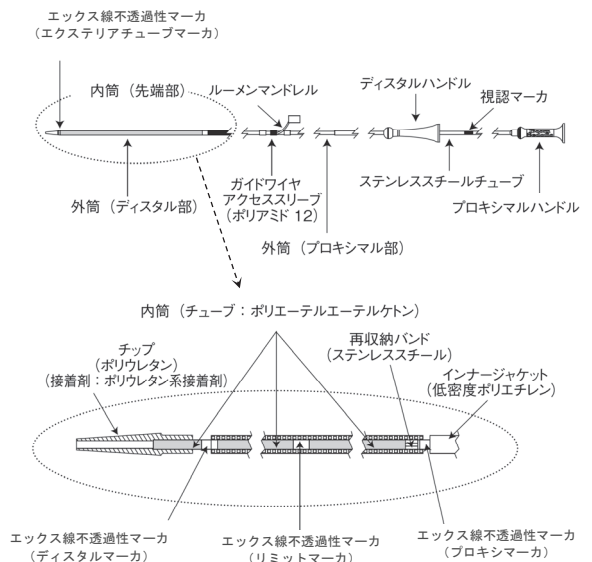 エックス線不透過性マーカ
（エクステリアチューブマーカ）
内筒（先端部）
ルーメンマンドレル
ディスタルハンドル
視認マーカ
外筒（ディスタル部）
ガイドワイヤ
アクセススリーブ
（ポリアミド 12）
ステンレススチールチューブ
プロキシマルハンドル
外筒（プロキシマル部）
内筒（チューブ：ポリエーテルエーテルケトン）
チップ
（ポリウレタン）
（接着剤：ポリウレタン系接着剤）
再収納バンド
（ステンレススチール）
インナージャケット
（低密度ポリエチレン）
エックス線不透過性マーカ
（ディスタルマーカ）
エックス線不透過性マーカ
（リミットマーカ）
エックス線不透過性マーカ
（プロキシマーカ）